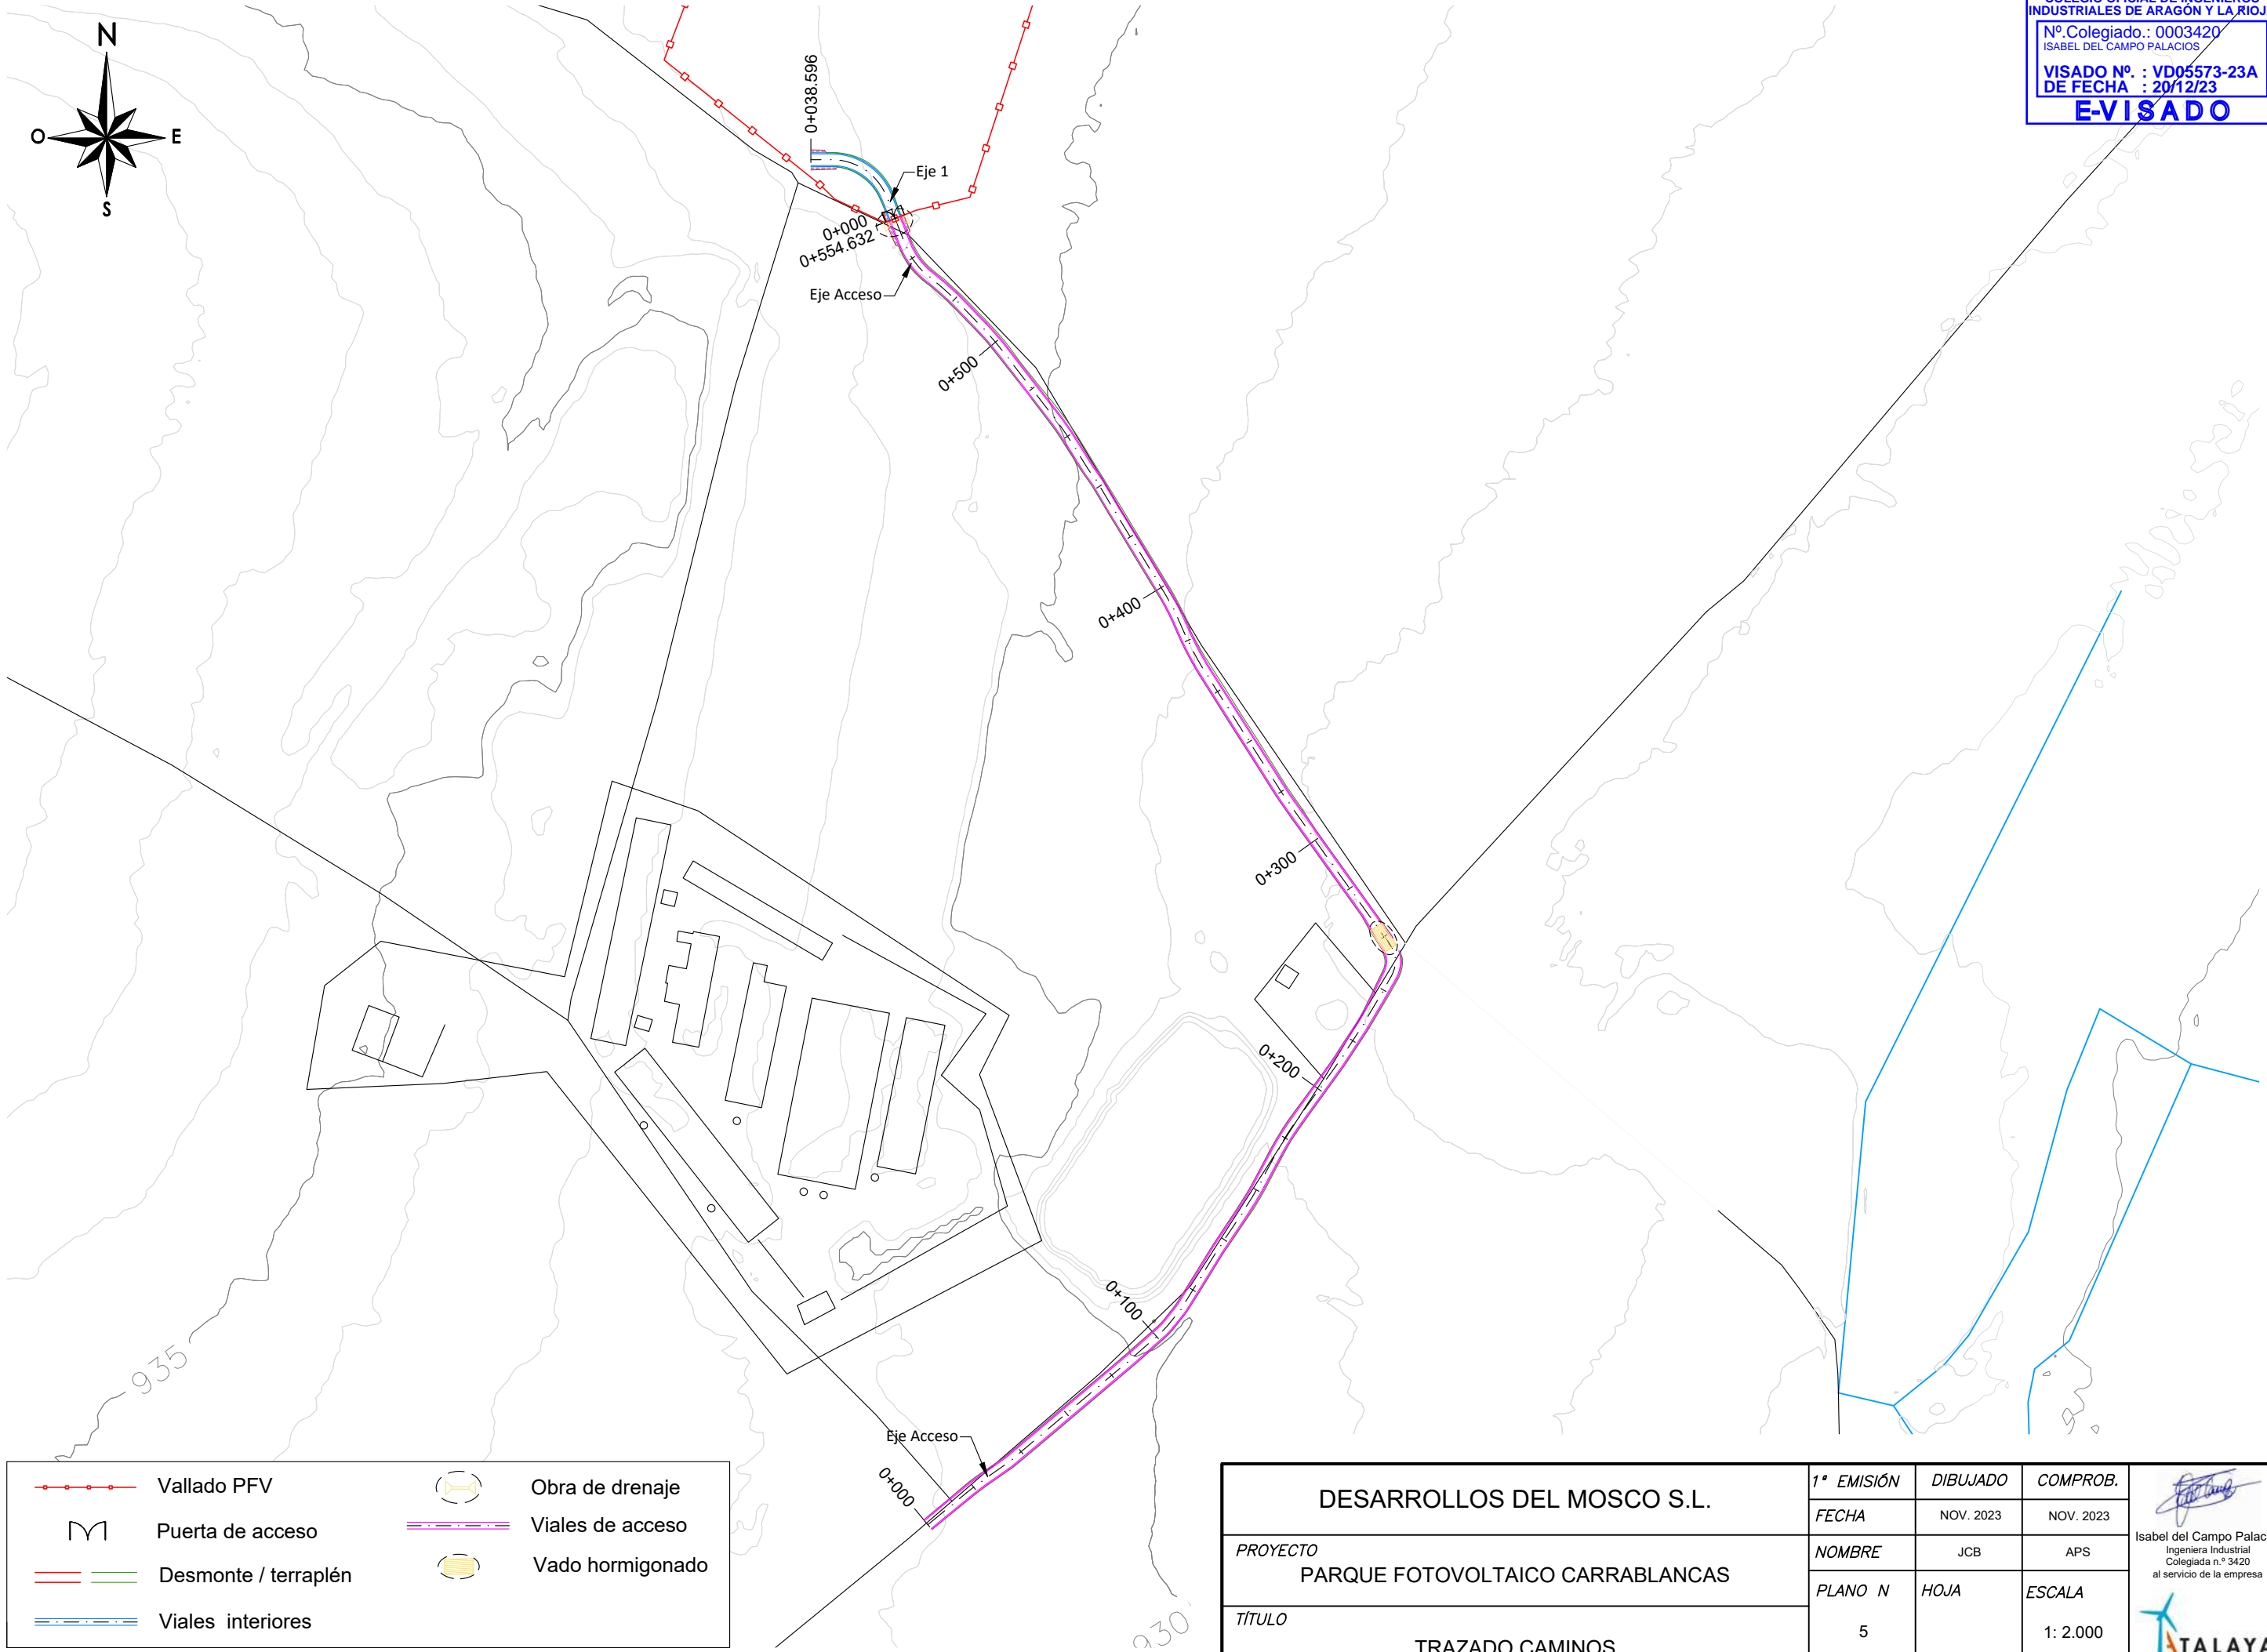 INDUSTRIALES DE ARAGÓN Y LA RIOJ
Nº.Colegiado.: 0003420
ISABEL DEL CAMPO PALACIOS
VISADO Nº. : VD05573-23A
DE FECHA : 20/12/23
E-VISADO
N
O
E
S
0+038.596
Eje 1
0+000
0+554.632
Eje Acceso
0+500
0+400
0+300
0+200
0+100
Eje Acceso
0+000
935
930
Vallado PFV
Puerta de acceso
Desmonte / terraplén
Viales interiores
Obra de drenaje
Viales de acceso
Vado hormigonado
DESARROLLOS DEL MOSCO S.L.
PROYECTO
PARQUE FOTOVOLTAICO CARRABLANCAS
TÍTULO
TRAZADO CAMINOS
1ª EMISIÓN
DIBUJADO
COMPROB.
FECHA
NOV. 2023
NOV. 2023
NOMBRE
JCB
APS
PLANO N
HOJA
ESCALA
5
1: 2.000
Isabel del Campo Palac
Ingeniera Industrial
Colegiada n.º 3420
al servicio de la empresa
ATALAYA